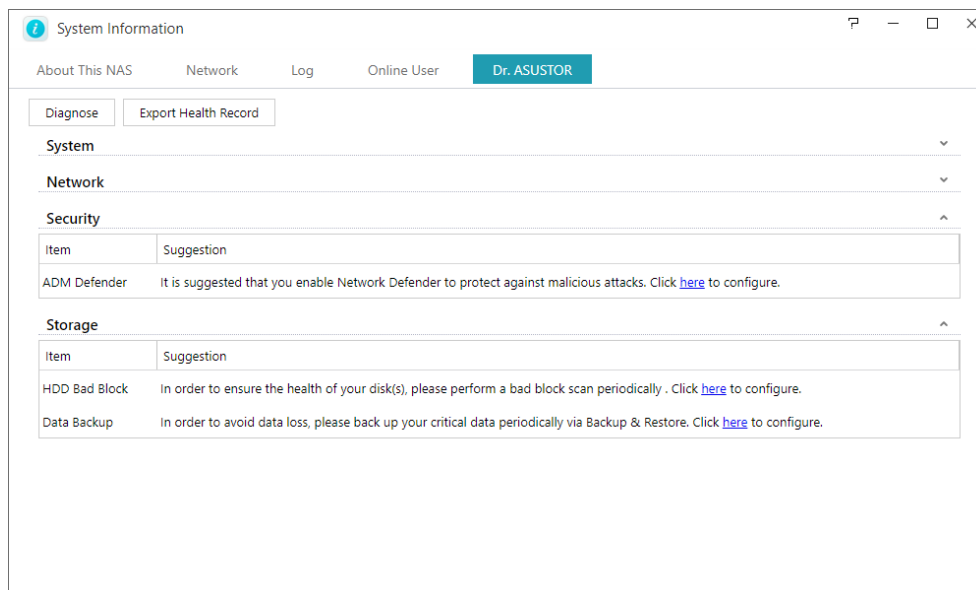 System Information
About This NAS Network Log Online User Dr. ASUSTOR
Diagnose Export Health Record
System
Network
Security
Item Suggestion
ADM Defender It is suggested that you enable Network Defender to protect against malicious attacks. Click here to configure.
Storage
Item Suggestion
HDD Bad Block In order to ensure the health of your disk(s), please perform a bad block scan periodically . Click here to configure.
Data Backup In order to avoid data loss, please back up your critical data periodically via Backup & Restore. Click here to configure.